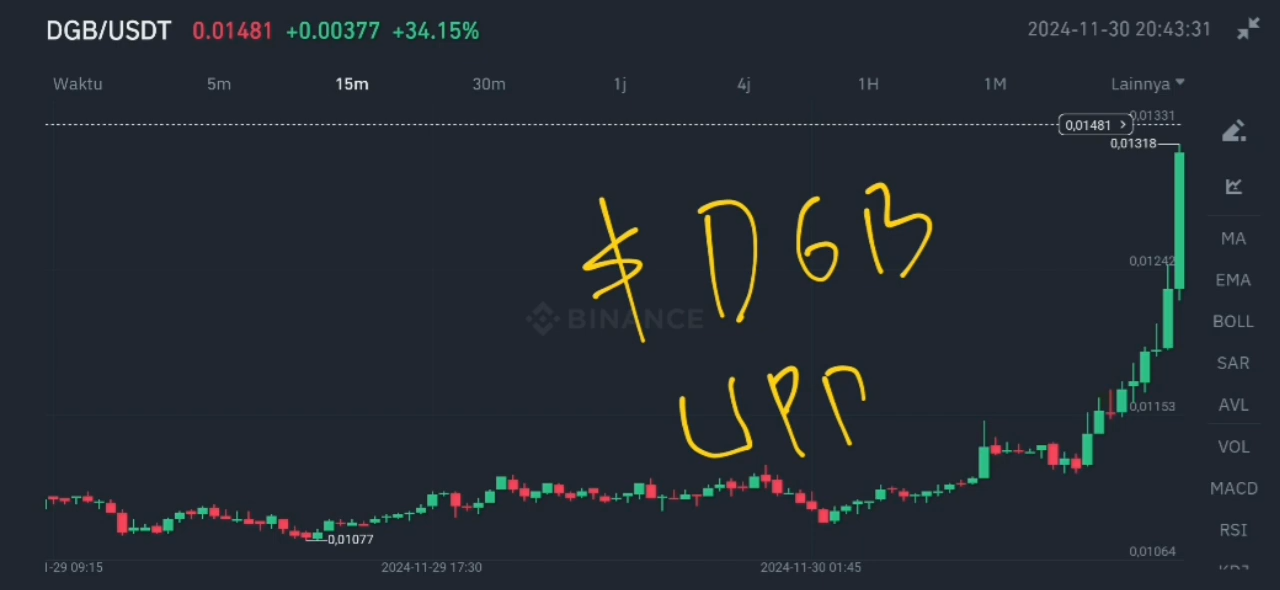 DGB/USDT 0.01481 +0.00377 +34.15% 2024-11-30 20:43:31
Waktu 5m 15m 30m 1j 4j 1H 1M Lainnya
0,01481 > 0,01331
0,01318
$ DGB
MA
0,01242
EMA
BINANCE
BOLL
SAR
UPP
0,01153
AVL
VOL
MACD
RSI
0,01077
0,01064
2024-11-29 17:30 2024-11-30 01:45